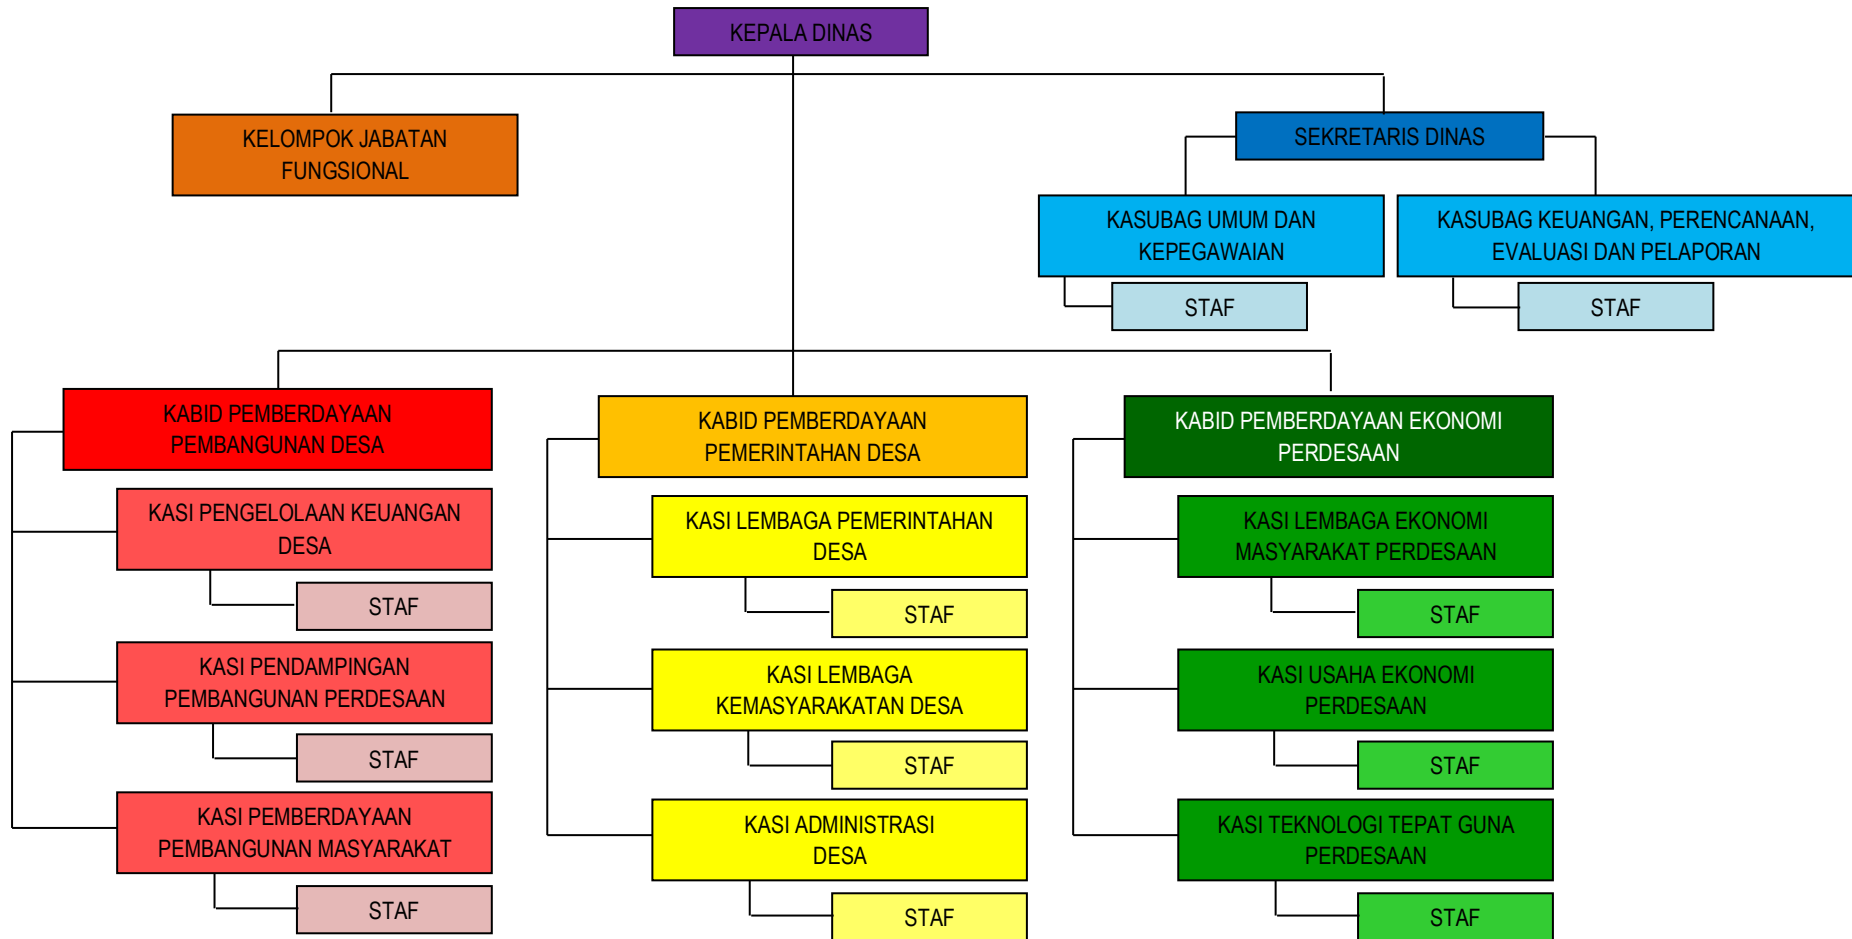 KEPALA DINAS
KELOMPOK JABATAN
FUNGSIONAL
SEKRETARIS DINAS
KASUBAG UMUM DAN
KEPEGAWAIAN
STAF
KASUBAG KEUANGAN, PERENCANAAN,
EVALUASI DAN PELAPORAN
STAF
KABID PEMBERDAYAAN
PEMBANGUNAN DESA
KASI PENGELOLAAN KEUANGAN
DESA
STAF
KASI PENDAMPINGAN
PEMBANGUNAN PERDESAAN
STAF
KASI PEMBERDAYAAN
PEMBANGUNAN MASYARAKAT
STAF
KABID PEMBERDAYAAN
PEMERINTAHAN DESA
KASI LEMBAGA PEMERINTAHAN
DESA
STAF
KASI LEMBAGA
KEMASYARAKATAN DESA
STAF
KASI ADMINISTRASI
DESA
STAF
KABID PEMBERDAYAAN EKONOMI
PERDESAAN
KASI LEMBAGA EKONOMI
MASYARAKAT PERDESAAN
STAF
KASI USAHA EKONOMI
PERDESAAN
STAF
KASI TEKNOLOGI TEPAT GUNA
PERDESAAN
STAF